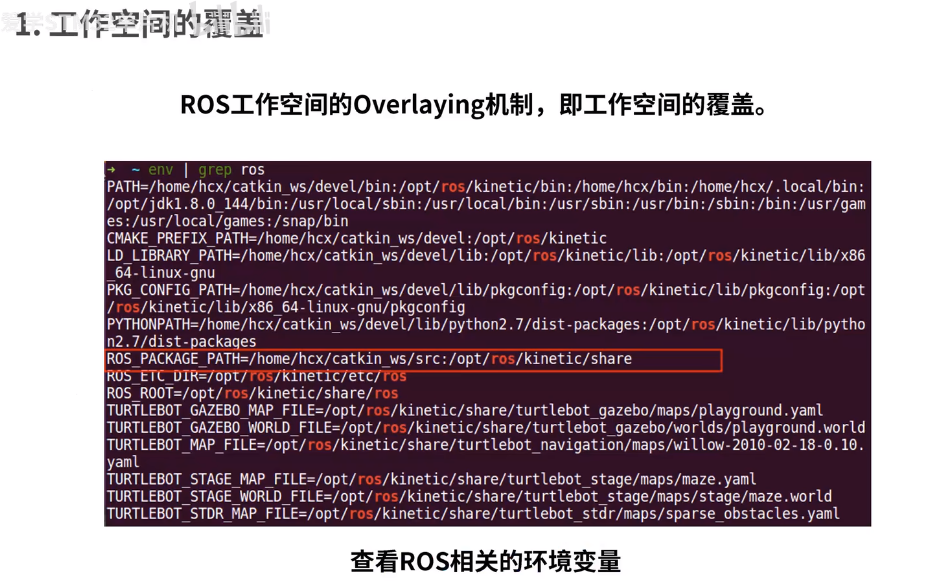 1. 工作空间的覆盖
ROS工作空间的Overlaying机制，即工作空间的覆盖。
➜  ~ env | grep ros
PATH=/home/hcx/catkin_ws/devel/bin:/opt/ros/kinetic/bin:/home/hcx/bin:/home/hcx/.local/bin:
/opt/jdk1.8.0_144/bin:/usr/local/sbin:/usr/local/bin:/usr/sbin:/usr/bin:/sbin:/bin:/usr/gam
es:/usr/local/games:/snap/bin
CMAKE_PREFIX_PATH=/home/hcx/catkin_ws/devel:/opt/ros/kinetic
LD_LIBRARY_PATH=/home/hcx/catkin_ws/devel/lib:/opt/ros/kinetic/lib:/opt/ros/kinetic/lib/x86
_64-linux-gnu
PKG_CONFIG_PATH=/home/hcx/catkin_ws/devel/lib/pkgconfig:/opt/ros/kinetic/lib/pkgconfig:/opt
/ros/kinetic/lib/x86_64-linux-gnu/pkgconfig
PYTHONPATH=/home/hcx/catkin_ws/devel/lib/python2.7/dist-packages:/opt/ros/kinetic/lib/pytho
n2.7/dist-packages
ROS_PACKAGE_PATH=/home/hcx/catkin_ws/src:/opt/ros/kinetic/share
ROS_ETC_DIR=/opt/ros/kinetic/etc/ros
ROS_ROOT=/opt/ros/kinetic/share/ros
TURTLEBOT_GAZEBO_MAP_FILE=/opt/ros/kinetic/share/turtlebot_gazebo/maps/playground.yaml
TURTLEBOT_GAZEBO_WORLD_FILE=/opt/ros/kinetic/share/turtlebot_gazebo/worlds/playground.world
TURTLEBOT_MAP_FILE=/opt/ros/kinetic/share/turtlebot_navigation/maps/willow-2010-02-18-0.10.
yaml
TURTLEBOT_STAGE_MAP_FILE=/opt/ros/kinetic/share/turtlebot_stage/maps/maze.yaml
TURTLEBOT_STAGE_WORLD_FILE=/opt/ros/kinetic/share/turtlebot_stage/maps/stage/maze.world
TURTLEBOT_STDR_MAP_FILE=/opt/ros/kinetic/share/turtlebot_stdr/maps/sparse_obstacles.yaml
查看ROS相关的环境变量